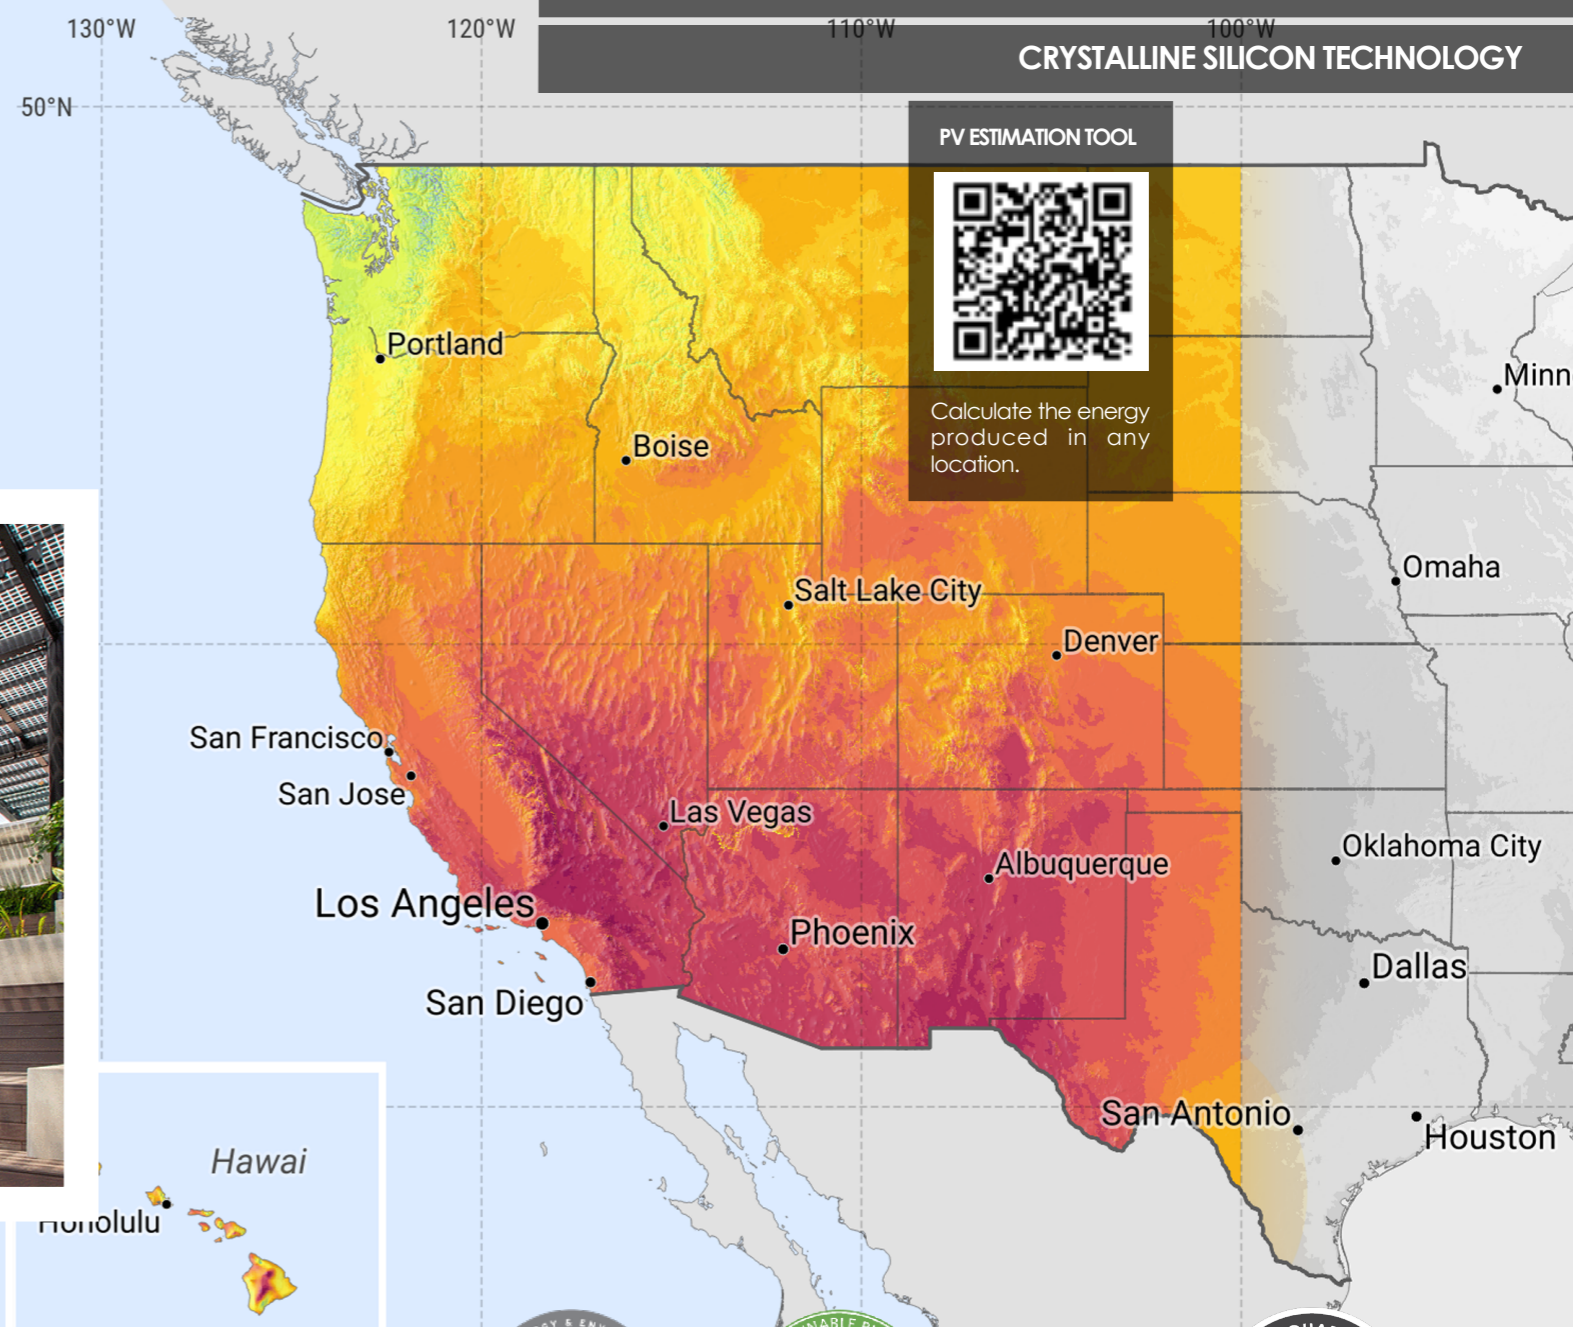 130°W
120°W
110°W
100°W
CRYSTALLINE SILICON TECHNOLOGY
50°N
PV ESTIMATION TOOL
Calculate the energy
produced in any
location.
Portland
Boise
Minn
Salt Lake City
Omaha
Denver
San Francisco
San Jose
Las Vegas
Oklahoma City
Albuquerque
Los Angeles
Phoenix
Dallas
San Diego
San Antonio
Houston
Hawai
Honolulu